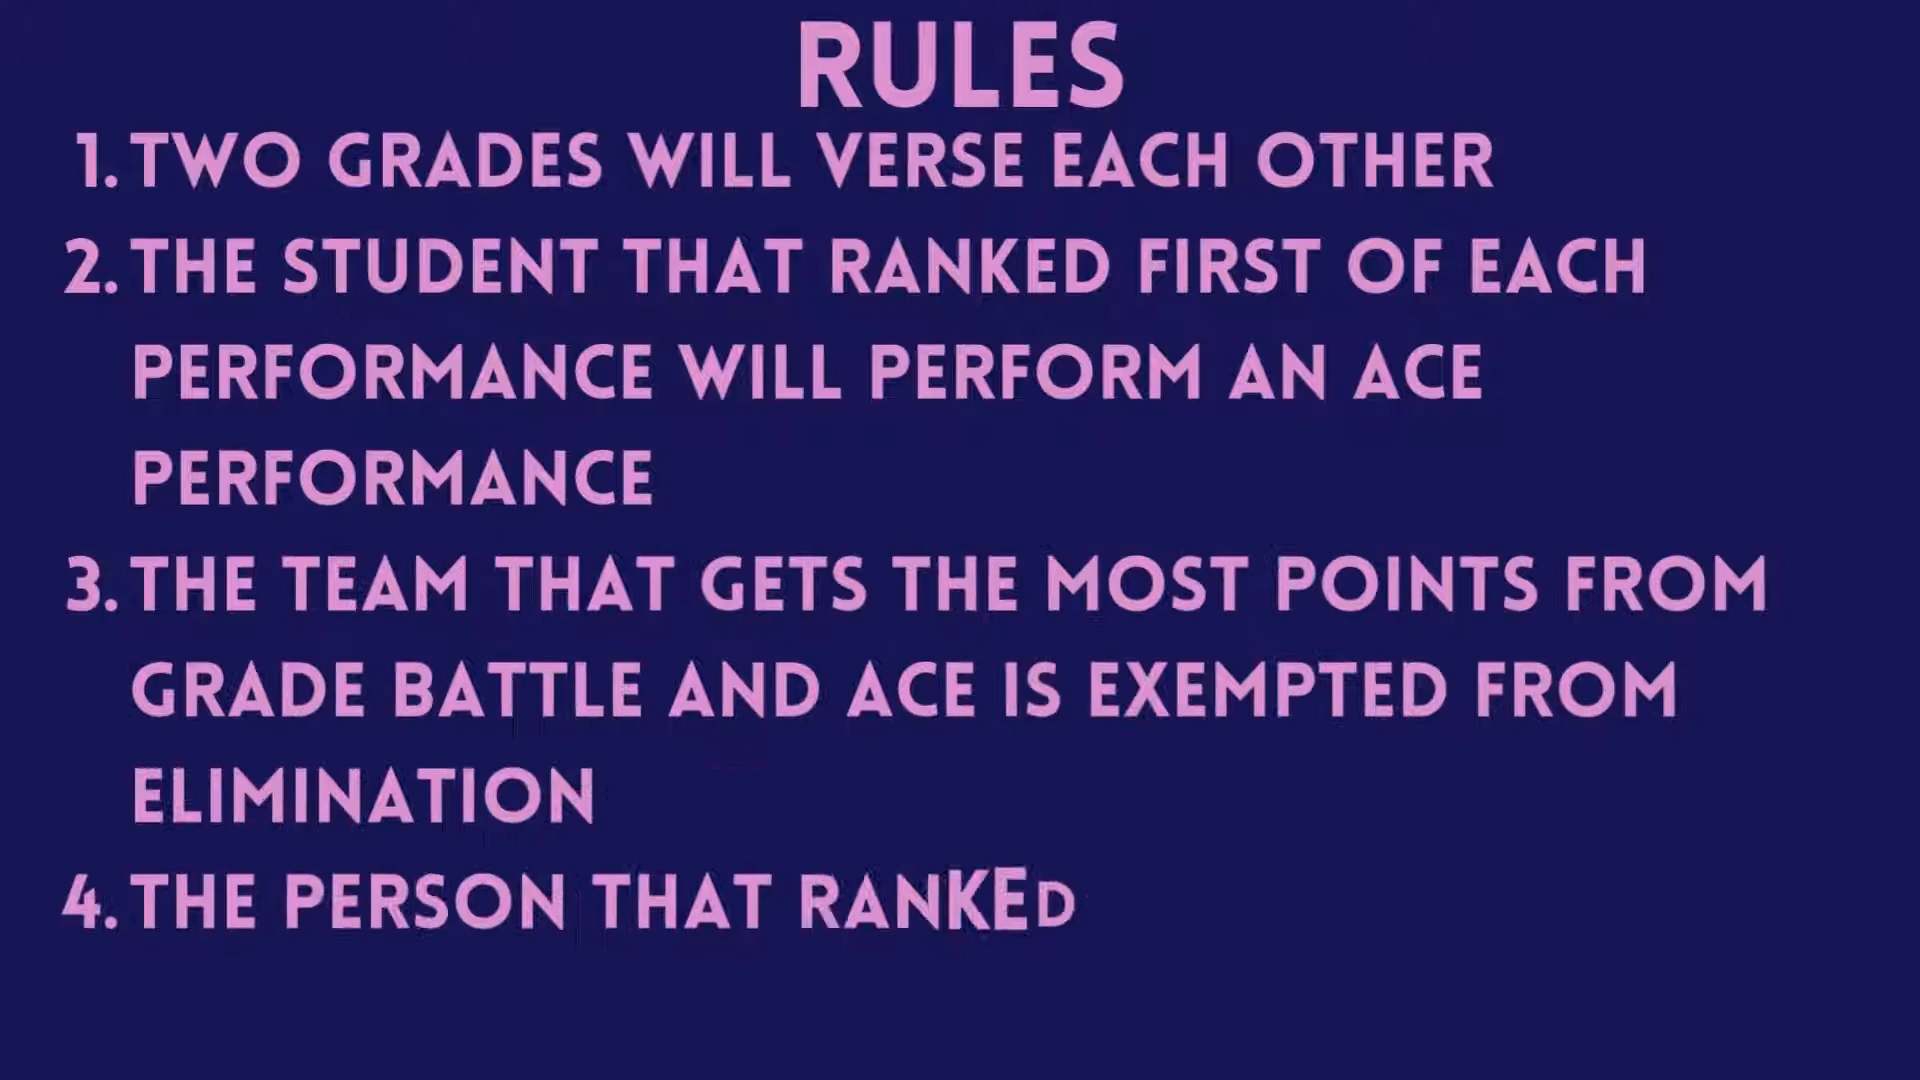 RULES
1. TWO GRADES WILL VERSE EACH OTHER
2. THE STUDENT THAT RANKED FIRST OF EACH
PERFORMANCE WILL PERFORM AN ACE
PERFORMANCE
3. THE TEAM THAT GETS THE MOST POINTS FROM
GRADE BATTLE AND ACE IS EXEMPTED FROM
ELIMINATION
4. THE PERSON THAT RANKED